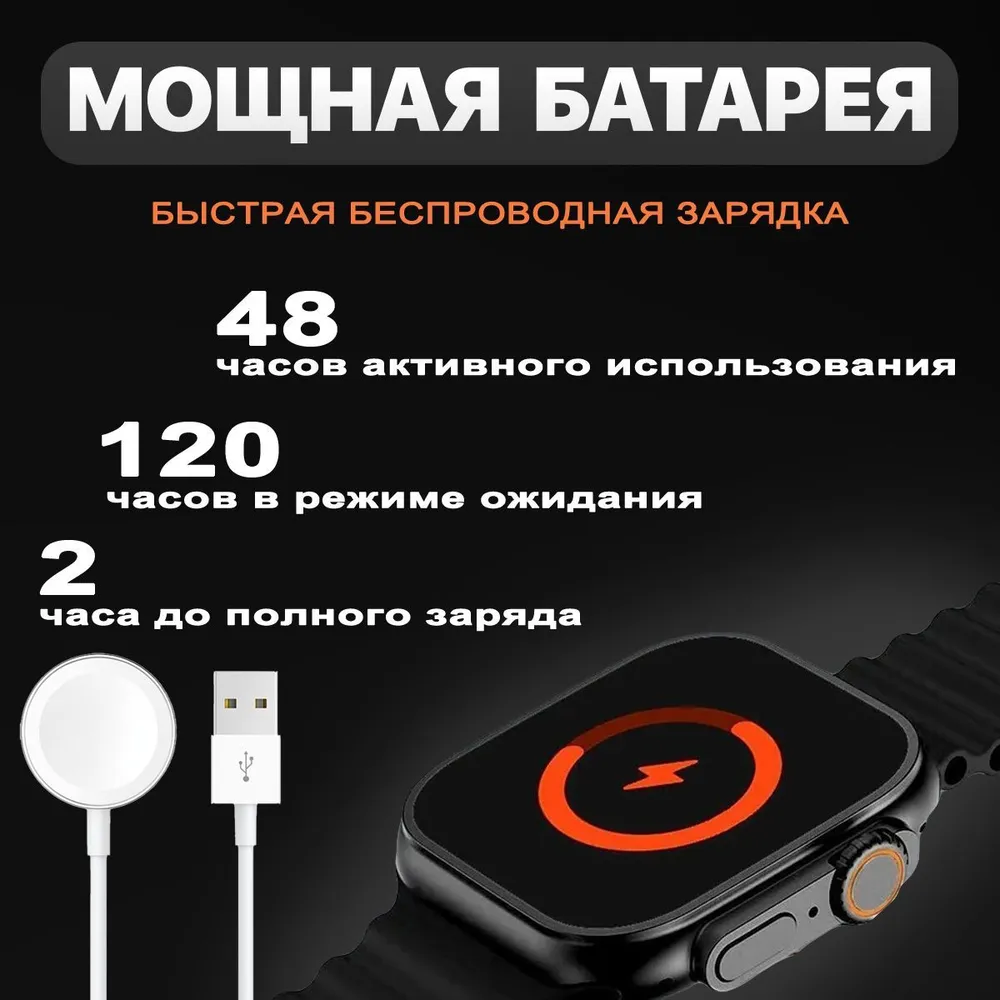 МОЩНАЯ БАТАРЕЯ
БЫСТРАЯ БЕСПРОВОДНАЯ ЗАРЯДКА
48
часов активного использования
120
часов в режиме ожидания
2
часа до полного заряда